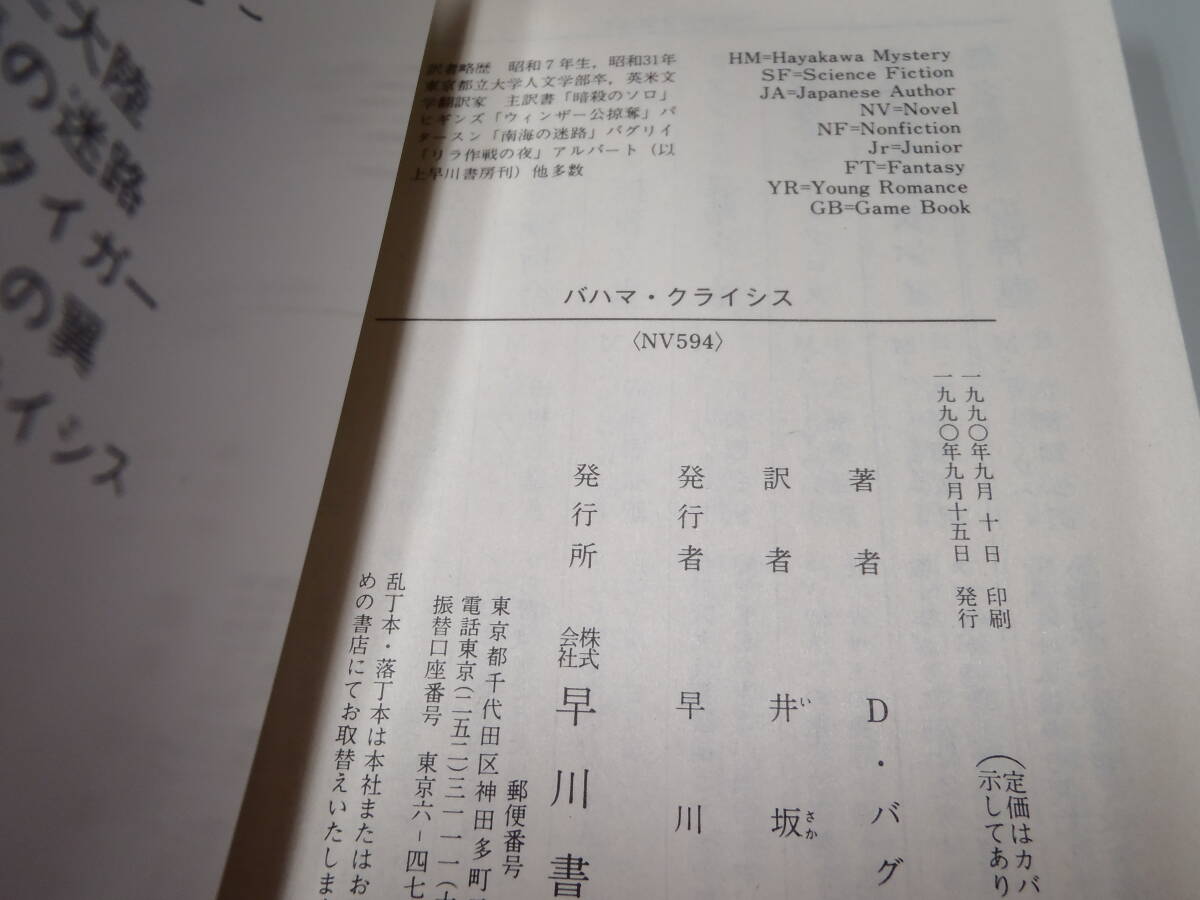 大陸
の迷路
タイガー
の翼
イシス
訳者略歴 昭和7年生,昭和31年
東京都立大学人文学部卒,英米文
学翻訳家 主訳書「暗殺のソロ」
ヒギンズ「ウィンザー公掠奪」パ
タースン「南海の迷路」バグリイ
「リラ作戦の夜」アルバート(以
上早川書房刊)他多数
HM=Hayakawa Mystery
SF=Science Fiction
JA=Japanese Author
NV=Novel
NF=Nonfiction
Jr=Junior
FT=Fantasy
YR=Young Romance
GB=Game Book
バハマ・クライシス
〈NV594〉
一九九〇年九月 十 日 印刷
一九九〇年九月十五日 発行
(定価はカバ
示してあり
著者 D・バグ
訳者 井い坂さか
発行者 早川
発行所 株式会社 早川書
郵便番号
東京都千代田区神田多町
電話東京(二五二)三一一一(
振替口座番号 東京六-四七
乱丁本・落丁本は本社またはお
めの書店にてお取替えいたしま